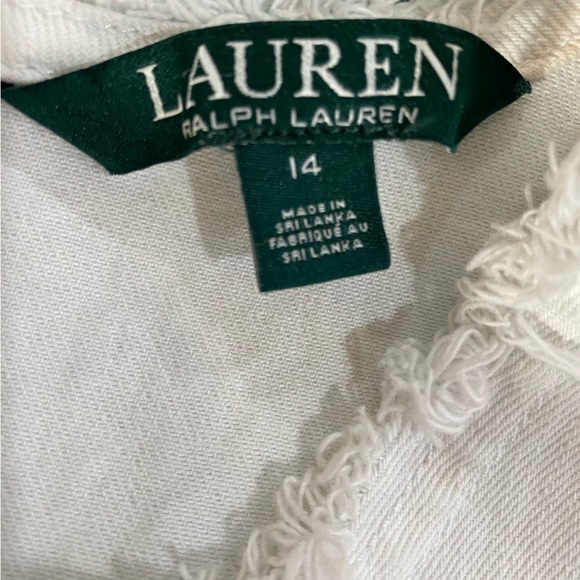 LAUREN
RALPH LAUREN
14
MADE IN
SRI LANKA
FABRIQUÉ AU
SRI LANKA